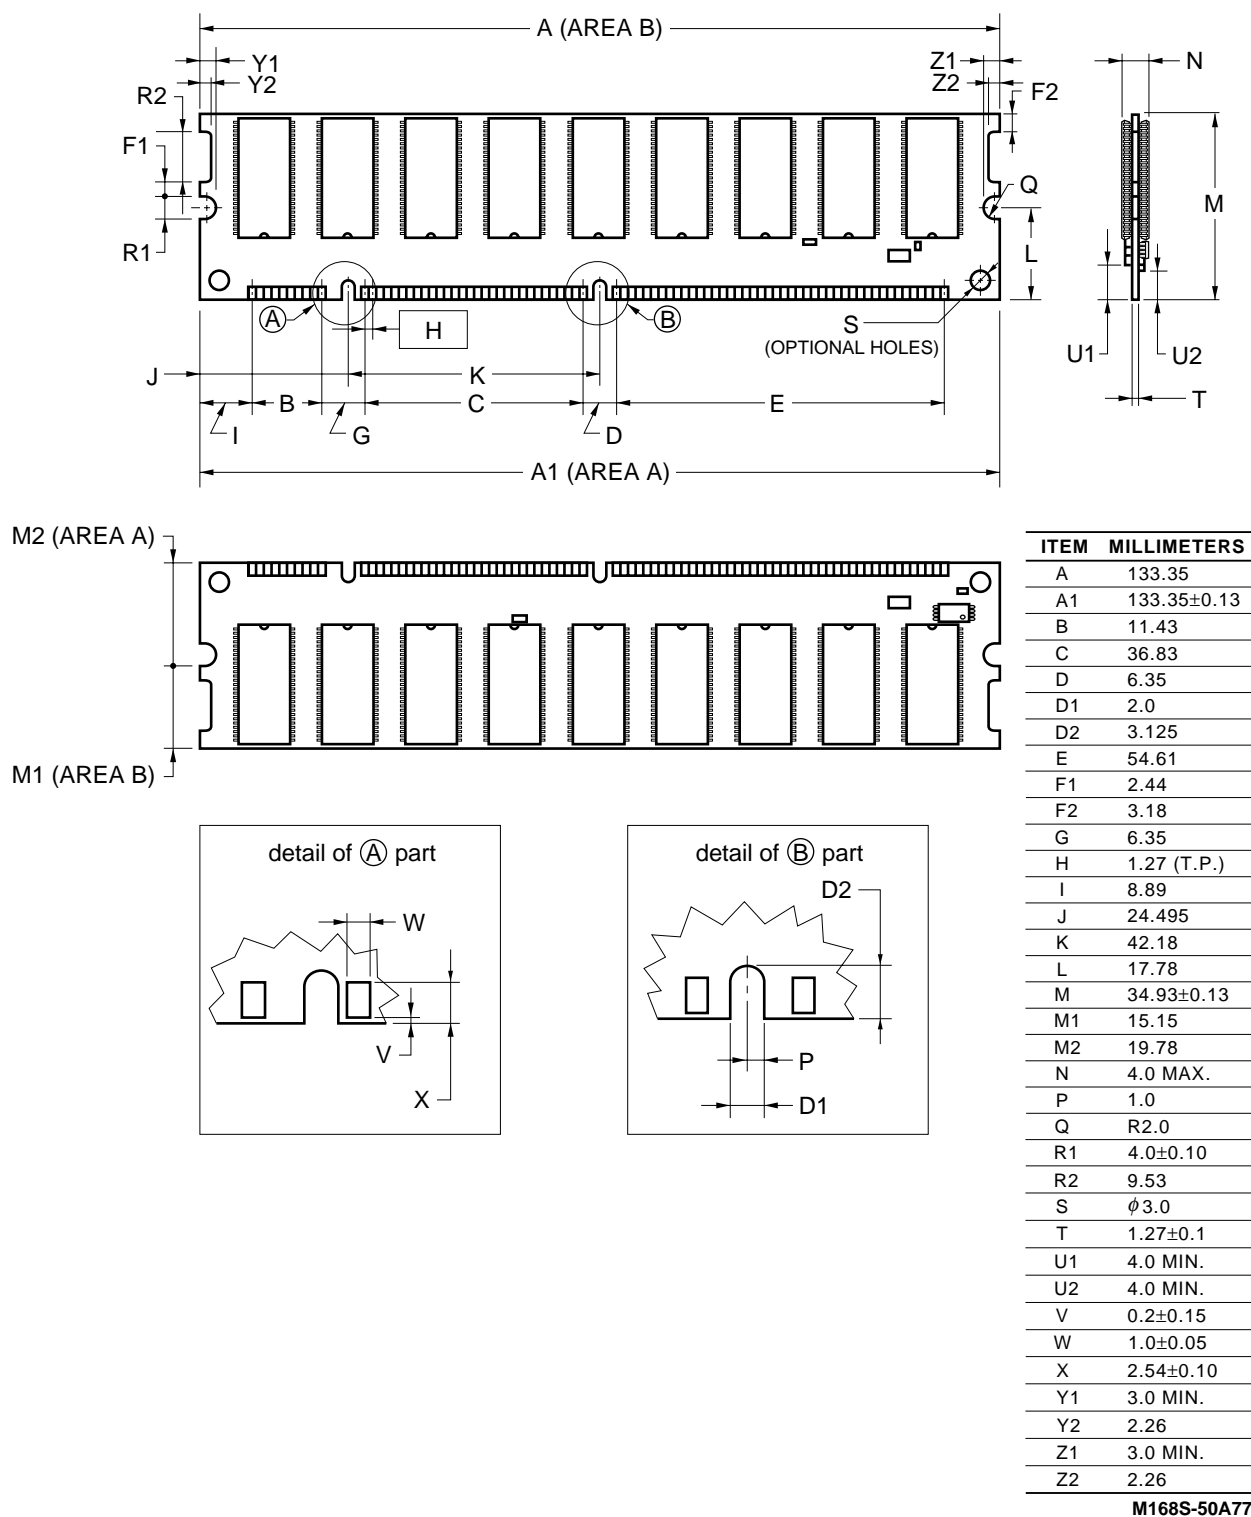 A (AREA B)
Y1
Z1
N
Y2
Z2
F2
R2
F1
Q
M
R1
L
A
B
H
S
(OPTIONAL HOLES)
U1
U2
J
K
B
C
E
T
I
G
D
A1 (AREA A)
M2 (AREA A)
M1 (AREA B)
ITEM MILLIMETERS
A 133.35
A1 133.35±0.13
B 11.43
C 36.83
D 6.35
D1 2.0
D2 3.125
E 54.61
F1 2.44
F2 3.18
G 6.35
H 1.27 (T.P.)
I 8.89
J 24.495
K 42.18
L 17.78
M 34.93±0.13
M1 15.15
M2 19.78
N 4.0 MAX.
P 1.0
Q R2.0
R1 4.0±0.10
R2 9.53
S ϕ3.0
T 1.27±0.1
U1 4.0 MIN.
U2 4.0 MIN.
V 0.2±0.15
W 1.0±0.05
X 2.54±0.10
Y1 3.0 MIN.
Y2 2.26
Z1 3.0 MIN.
Z2 2.26
M168S-50A77
detail of Ⓐ part
W
V
X
detail of Ⓑ part
D2
P
D1